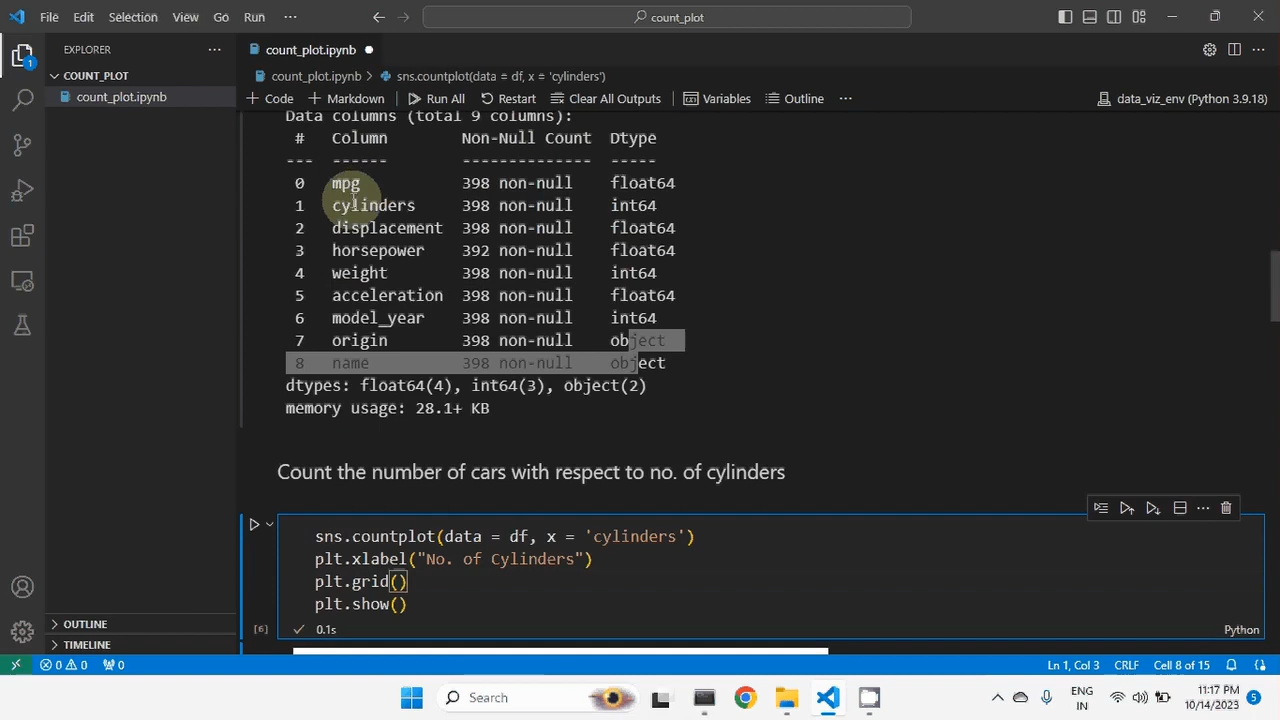 File Edit Selection View Go Run ··· count_plot
EXPLORER ···
COUNT_PLOT
count_plot.ipynb
1
OUTLINE
TIMELINE
count_plot.ipynb
count_plot.ipynb > sns.countplot(data = df, x = 'cylinders')
+ Code + Markdown Run All Restart Clear All Outputs Variables Outline ··· data_viz_env (Python 3.9.18)
Data columns (total 9 columns):
# Column Non-Null Count Dtype
--- ------ -------------- -----
0 mpg 398 non-null float64
1 cylinders 398 non-null int64
2 displacement 398 non-null float64
3 horsepower 392 non-null float64
4 weight 398 non-null int64
5 acceleration 398 non-null float64
6 model_year 398 non-null int64
7 origin 398 non-null object
8 name 398 non-null object
dtypes: float64(4), int64(3), object(2)
memory usage: 28.1+ KB
Count the number of cars with respect to no. of cylinders
sns.countplot(data = df, x = 'cylinders')
plt.xlabel("No. of Cylinders")
plt.grid()
plt.show()
[6] 0.1s Python
0 0 0 Ln 1, Col 3 CRLF Cell 8 of 15
Search
ENG
IN
11:17 PM
10/14/2023
5